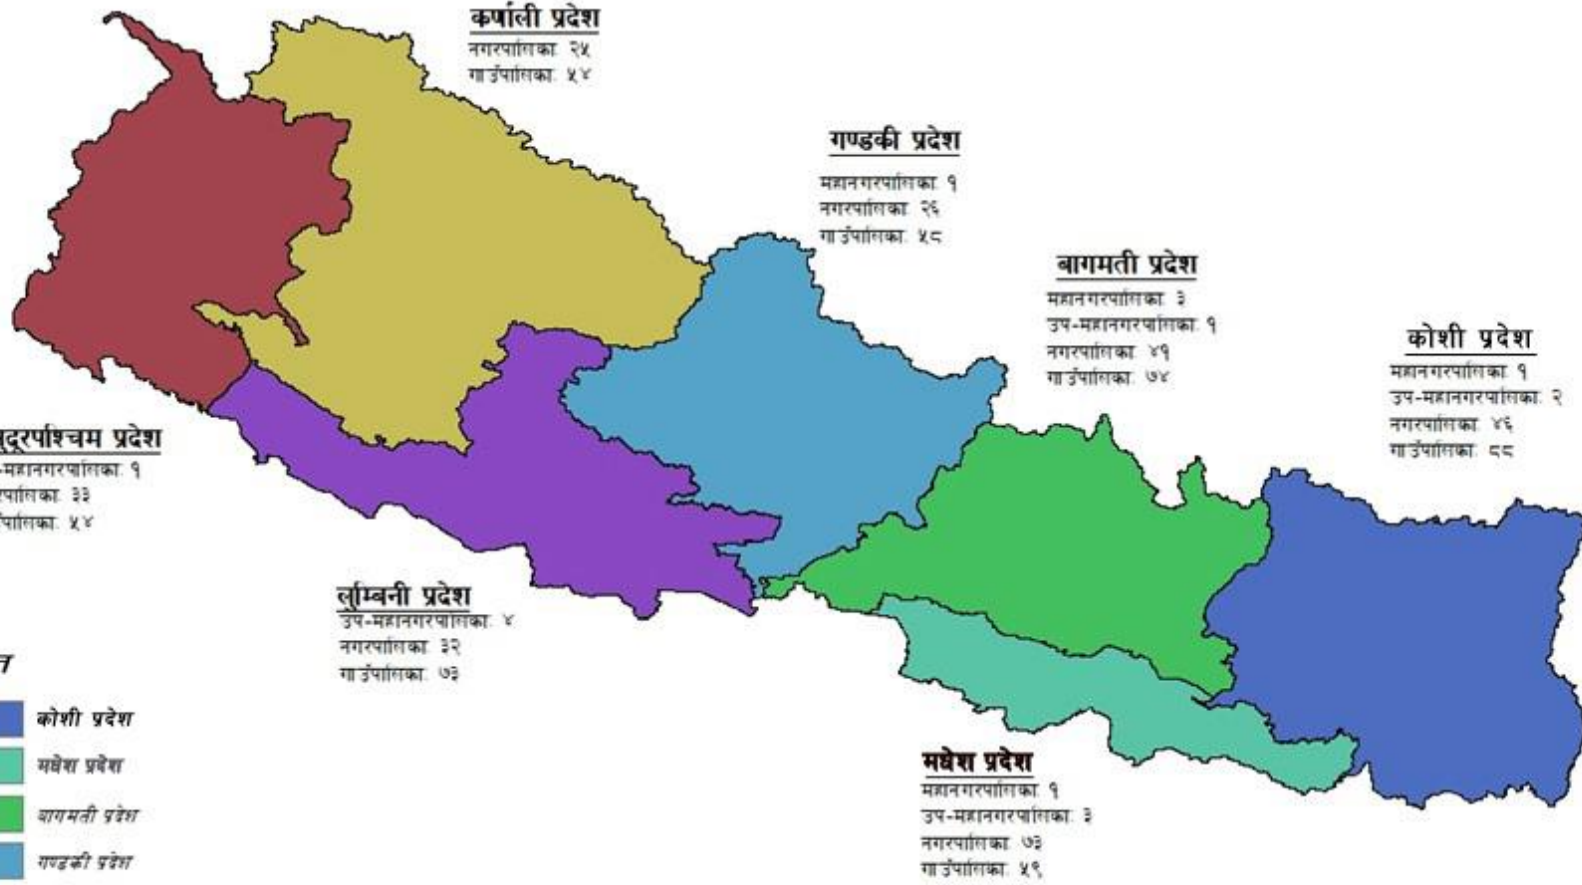 कर्णाली प्रदेश
नगरपालिका: २५
गाउँपालिका: ५४
गण्डकी प्रदेश
महानगरपालिका: १
नगरपालिका: २६
गाउँपालिका: ५८
बागमती प्रदेश
महानगरपालिका: ३
उप-महानगरपालिका: १
नगरपालिका: ४१
गाउँपालिका: ७४
कोशी प्रदेश
महानगरपालिका: १
उप-महानगरपालिका: २
नगरपालिका: ४६
गाउँपालिका: ८८
सुदूरपश्चिम प्रदेश
-महानगरपालिका: १
रपालिका: ३३
पालिका: ५४
लुम्बिनी प्रदेश
उप-महानगरपालिका: ४
नगरपालिका: ३२
गाउँपालिका: ७३
मधेश प्रदेश
महानगरपालिका: १
उप-महानगरपालिका: ३
नगरपालिका: ७३
गाउँपालिका: ५९
त
कोशी प्रदेश
मधेश प्रदेश
बागमती प्रदेश
गण्डकी प्रदेश